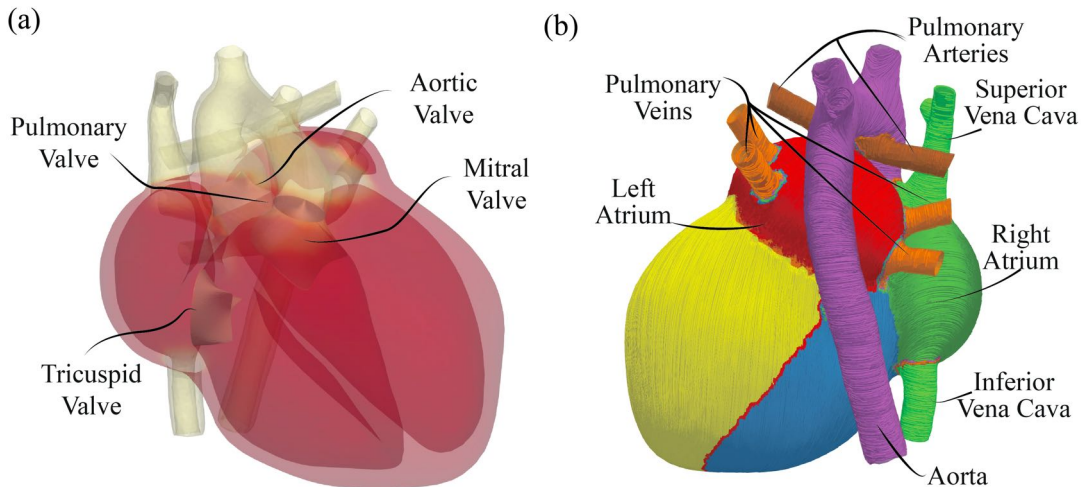 (a)
Aortic
Valve
Pulmonary
Valve
Mitral
Valve
Tricuspid
Valve
(b)
Pulmonary
Arteries
Pulmonary
Veins
Superior
Vena Cava
Left
Atrium
Right
Atrium
Inferior
Vena Cava
Aorta